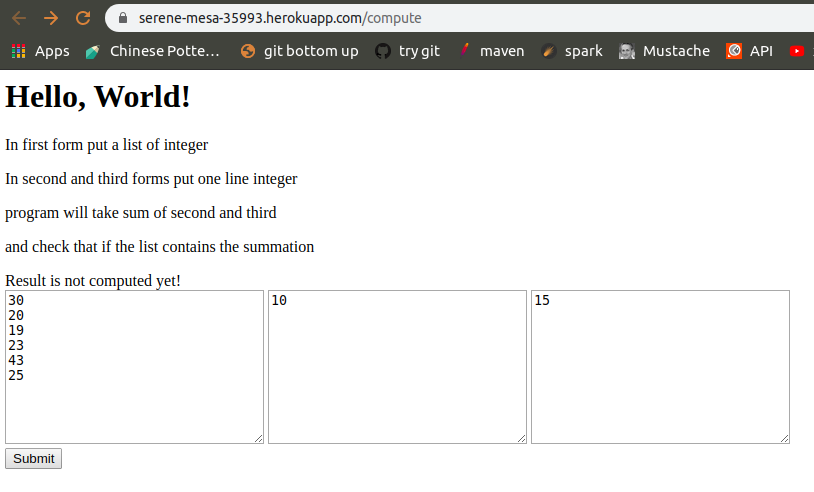 serene-mesa-35993.herokuapp.com/compute
Apps Chinese Potte... git bottom up try git maven spark Mustache API
Hello, World!
In first form put a list of integer
In second and third forms put one line integer
program will take sum of second and third
and check that if the list contains the summation
Result is not computed yet!
30 10 15
20
19
23
43
25
Submit